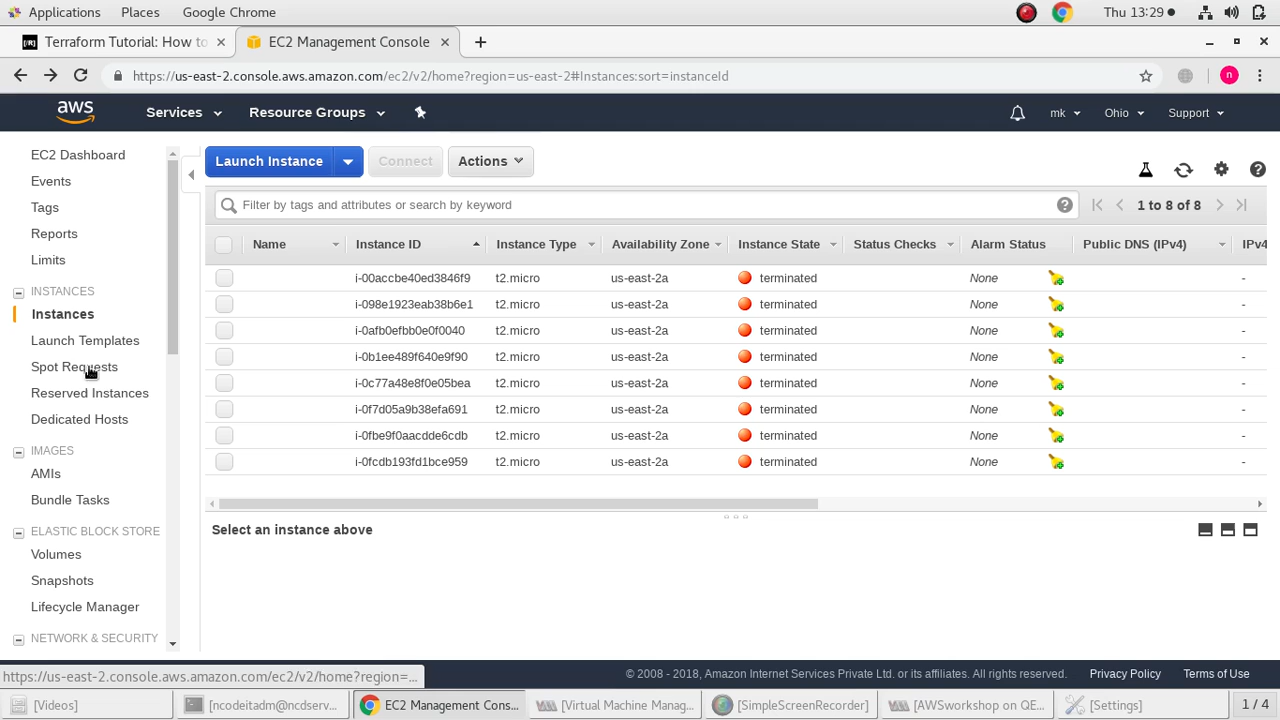 Applications Places Google Chrome Thu 13:29
[/R] Terraform Tutorial: How to EC2 Management Console
https://us-east-2.console.aws.amazon.com/ec2/v2/home?region=us-east-2#Instances:sort=instanceId n
aws Services Resource Groups mk Ohio Support
EC2 Dashboard
Events
Tags
Reports
Limits
INSTANCES
Instances
Launch Templates
Spot Requests
Reserved Instances
Dedicated Hosts
IMAGES
AMIs
Bundle Tasks
ELASTIC BLOCK STORE
Volumes
Snapshots
Lifecycle Manager
NETWORK & SECURITY
Launch Instance Connect Actions
Filter by tags and attributes or search by keyword 1 to 8 of 8
Name Instance ID Instance Type Availability Zone Instance State Status Checks Alarm Status Public DNS (IPv4) IPv4
i-00accbe40ed3846f9 t2.micro us-east-2a terminated None -
i-098e1923eab38b6e1 t2.micro us-east-2a terminated None -
i-0afb0efbb0e0f0040 t2.micro us-east-2a terminated None -
i-0b1ee489f640e9f90 t2.micro us-east-2a terminated None -
i-0c77a48e8f0e05bea t2.micro us-east-2a terminated None -
i-0f7d05a9b38efa691 t2.micro us-east-2a terminated None -
i-0fbe9f0aacdde6cdb t2.micro us-east-2a terminated None -
i-0fcdb193fd1bce959 t2.micro us-east-2a terminated None -
Select an instance above
https://us-east-2.console.aws.amazon.com/ec2/v2/home?region=...
© 2008 - 2018, Amazon Internet Services Private Ltd. or its affiliates. All rights reserved. Privacy Policy Terms of Use
[Videos] [ncodeitadm@ncdserv... EC2 Management Cons... [Virtual Machine Manag... [SimpleScreenRecorder] [AWSworkshop on QE... [Settings] 1 / 4